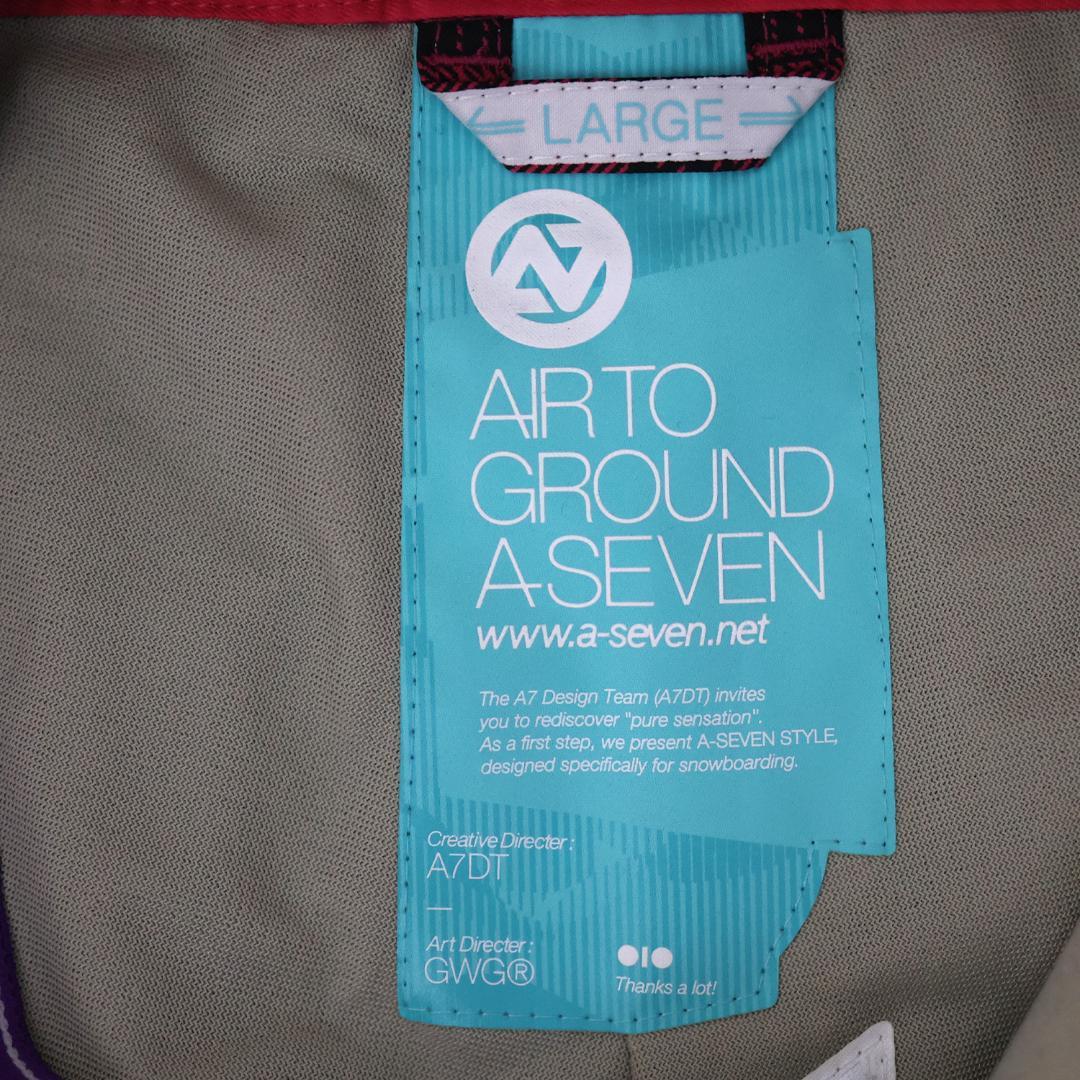 ← LARGE →
A7
AIR TO
GROUND
A-SEVEN
www.a-seven.net
The A7 Design Team (A7DT) invites
you to rediscover "pure sensation".
As a first step, we present A-SEVEN STYLE,
designed specifically for snowboarding.
Creative Directer :
A7DT
—
Art Directer :
GWG®
Thanks a lot!